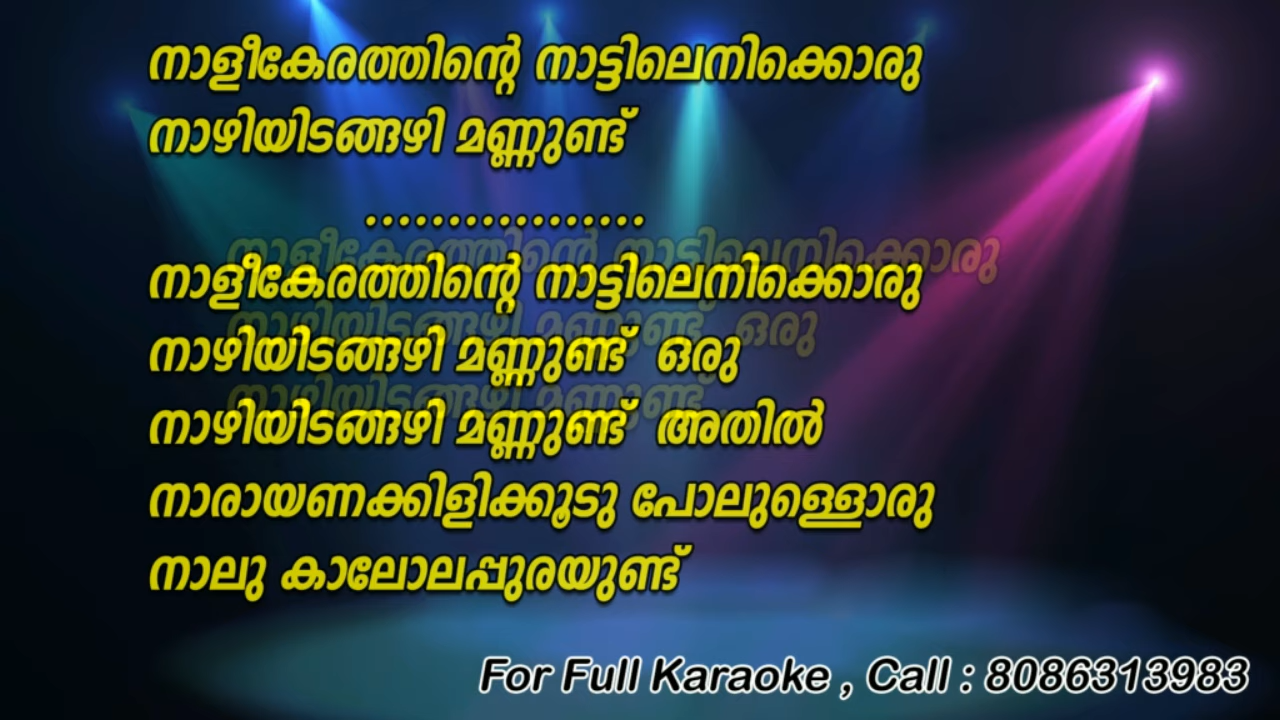 നാളീകേരത്തിന്റെ നാട്ടിലെനിക്കൊരു
നാഴിയിടങ്ങഴി മണ്ണുണ്ട്
.................
നാളീകേരത്തിന്റെ നാട്ടിലെനിക്കൊരു
നാഴിയിടങ്ങഴി മണ്ണുണ്ട് ഒരു
നാഴിയിടങ്ങഴി മണ്ണുണ്ട് അതിൽ
നാരായണക്കിളിക്കൂടു പോലുള്ളൊരു
നാലു കാലോലപ്പുരയുണ്ട്
For Full Karaoke , Call : 8086313983